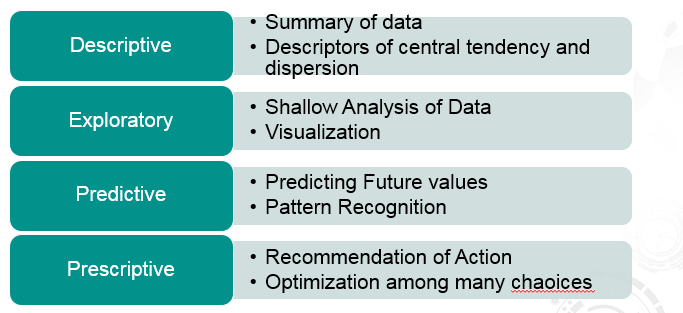 Descriptive
• Summary of data
• Descriptors of central tendency and
dispersion
Exploratory
• Shallow Analysis of Data
• Visualization
Predictive
• Predicting Future values
• Pattern Recognition
Prescriptive
• Recommendation of Action
• Optimization among many chaoices